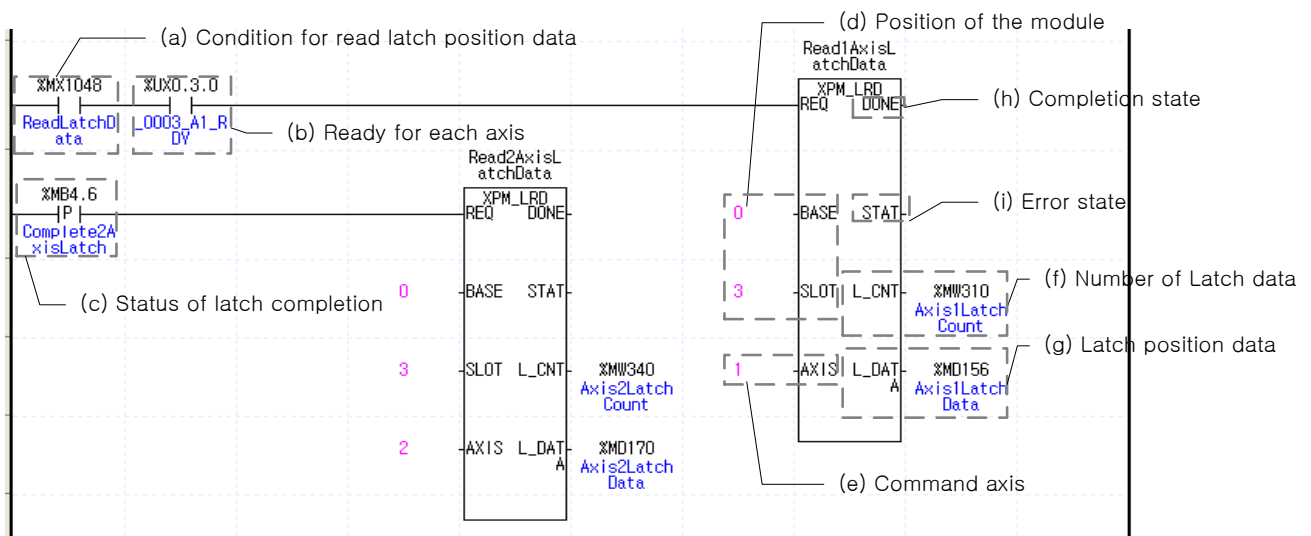 (d) Position of the module
(a) Condition for read latch position data
Read1AxisL
atchData
%MX1048
%UX0.3.0
XPM_LRD
REQ DONE
(h) Completion state
ReadLatchD
ata
_0003_A1_R
DY
(b) Ready for each axis
Read2AxisL
atchData
%MB4.6
P
XPM_LRD
REQ DONE
0
BASE STAT
(i) Error state
Complete2A
xisLatch
(c) Status of latch completion
0
BASE STAT
3
SLOT L_CNT
%MW310
Axis1Latch
Count
(f) Number of Latch data
(g) Latch position data
3
SLOT L_CNT
%MW340
Axis2Latch
Count
1
AXIS L_DAT
A
%MD156
Axis1Latch
Data
2
AXIS L_DAT
A
%MD170
Axis2Latch
Data
(e) Command axis